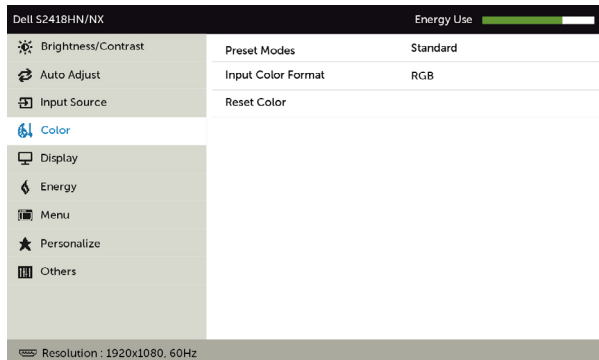 Dell S2418HN/NX Energy Use
Brightness/Contrast
Auto Adjust
Input Source
Color
Display
Energy
Menu
Personalize
Others
Preset Modes Standard
Input Color Format RGB
Reset Color
Resolution : 1920x1080, 60Hz